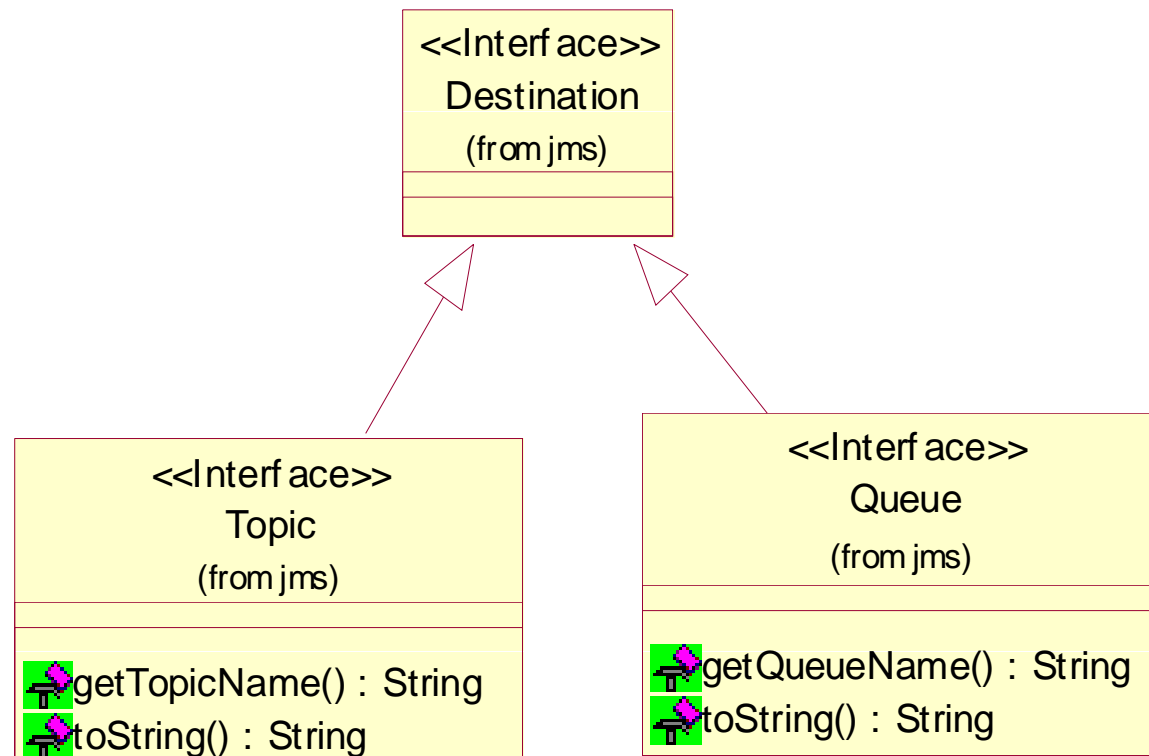 <<Interface>>
Destination
(from jms)
<<Interface>>
Topic
(from jms)
getTopicName() : String
toString() : String
<<Interface>>
Queue
(from jms)
getQueueName() : String
toString() : String